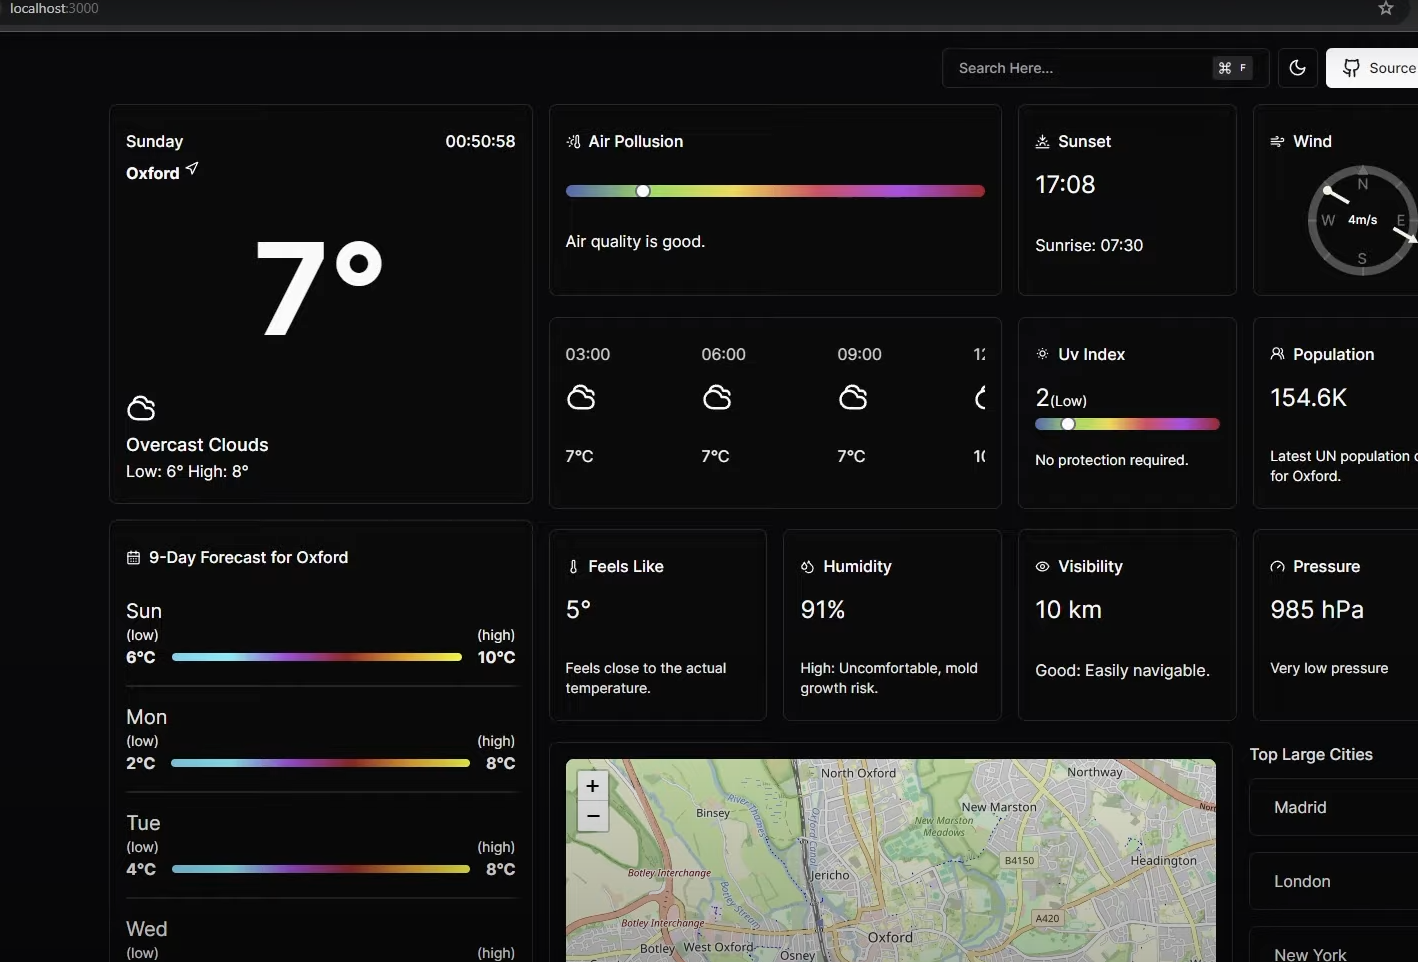 localhost:3000
Search Here...
⌘ F
Source
Sunday
00:50:58
Oxford
7°
Overcast Clouds
Low: 6° High: 8°
Air Pollusion
Air quality is good.
Sunset
17:08
Sunrise: 07:30
Wind
N
W
4m/s
E
S
03:00
06:00
09:00
7°C
7°C
7°C
Uv Index
2(Low)
No protection required.
Population
154.6K
Latest UN population
for Oxford.
9-Day Forecast for Oxford
Sun
(low)
(high)
6°C
10°C
Mon
(low)
(high)
2°C
8°C
Tue
(low)
(high)
4°C
8°C
Wed
(low)
(high)
Feels Like
5°
Feels close to the actual
temperature.
Humidity
91%
High: Uncomfortable, mold
growth risk.
Visibility
10 km
Good: Easily navigable.
Pressure
985 hPa
Very low pressure
+
−
North Oxford
Northway
River Thames
Binsey
Oxford Canal
New Marston
New Marston
Meadows
B4150
Headington
Jericho
Botley Interchange
Botley Stream
A420
Botley Interchange
Oxford
Botley
West Oxford
Osney
Top Large Cities
Madrid
London
New York